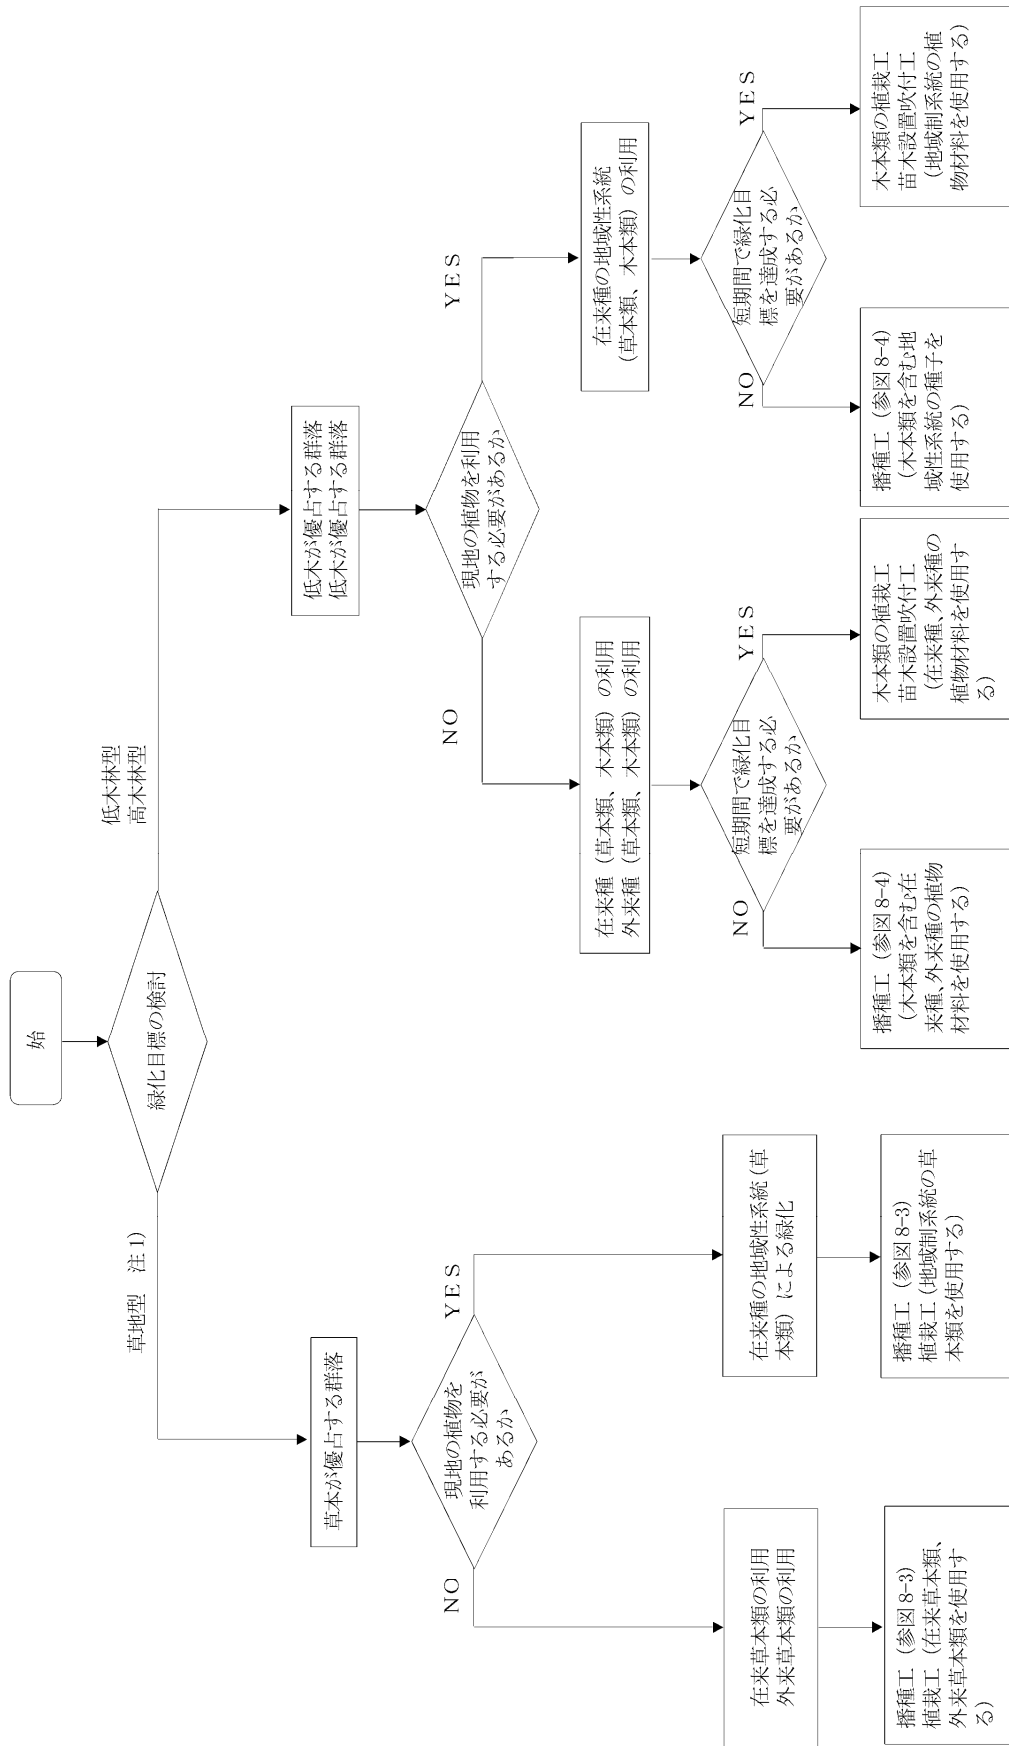 始
緑化目標の検討
草地型　注 1)
低木林型
高木林型
草本が優占する群落
現地の植物を
利用する必要が
あるか
NO
YES
在来草本類の利用
外来草本類の利用
播種工（参図 8-3）
植栽工（在来草本類、
外来草本類を使用す
る）
在来種の地域性系統（草
本類）による緑化
播種工（参図 8-3）
植栽工（地域制系統の草
本類を使用する）
低木が優占する群落
低木が優占する群落
現地の植物を利用
する必要があるか
NO
YES
在来種（草本類、木本類）の利用
外来種（草本類、木本類）の利用
短期間で緑化目
標を達成する必
要があるか
NO
YES
播種工（参図 8-4）
（木本類を含む在
来種、外来種の植物
材料を使用する）
木本類の植栽工
苗木設置吹付工
（在来種、外来種の
植物材料を使用す
る）
在来種の地域性系統
（草本類、木本類）の利用
短期間で緑化目
標を達成する必
要があるか
NO
YES
播種工（参図 8-4）
（木本類を含む地
域性系統の種子を
使用する）
木本類の植栽工
苗木設置吹付工
（地域制系統の植
物材料を使用する）